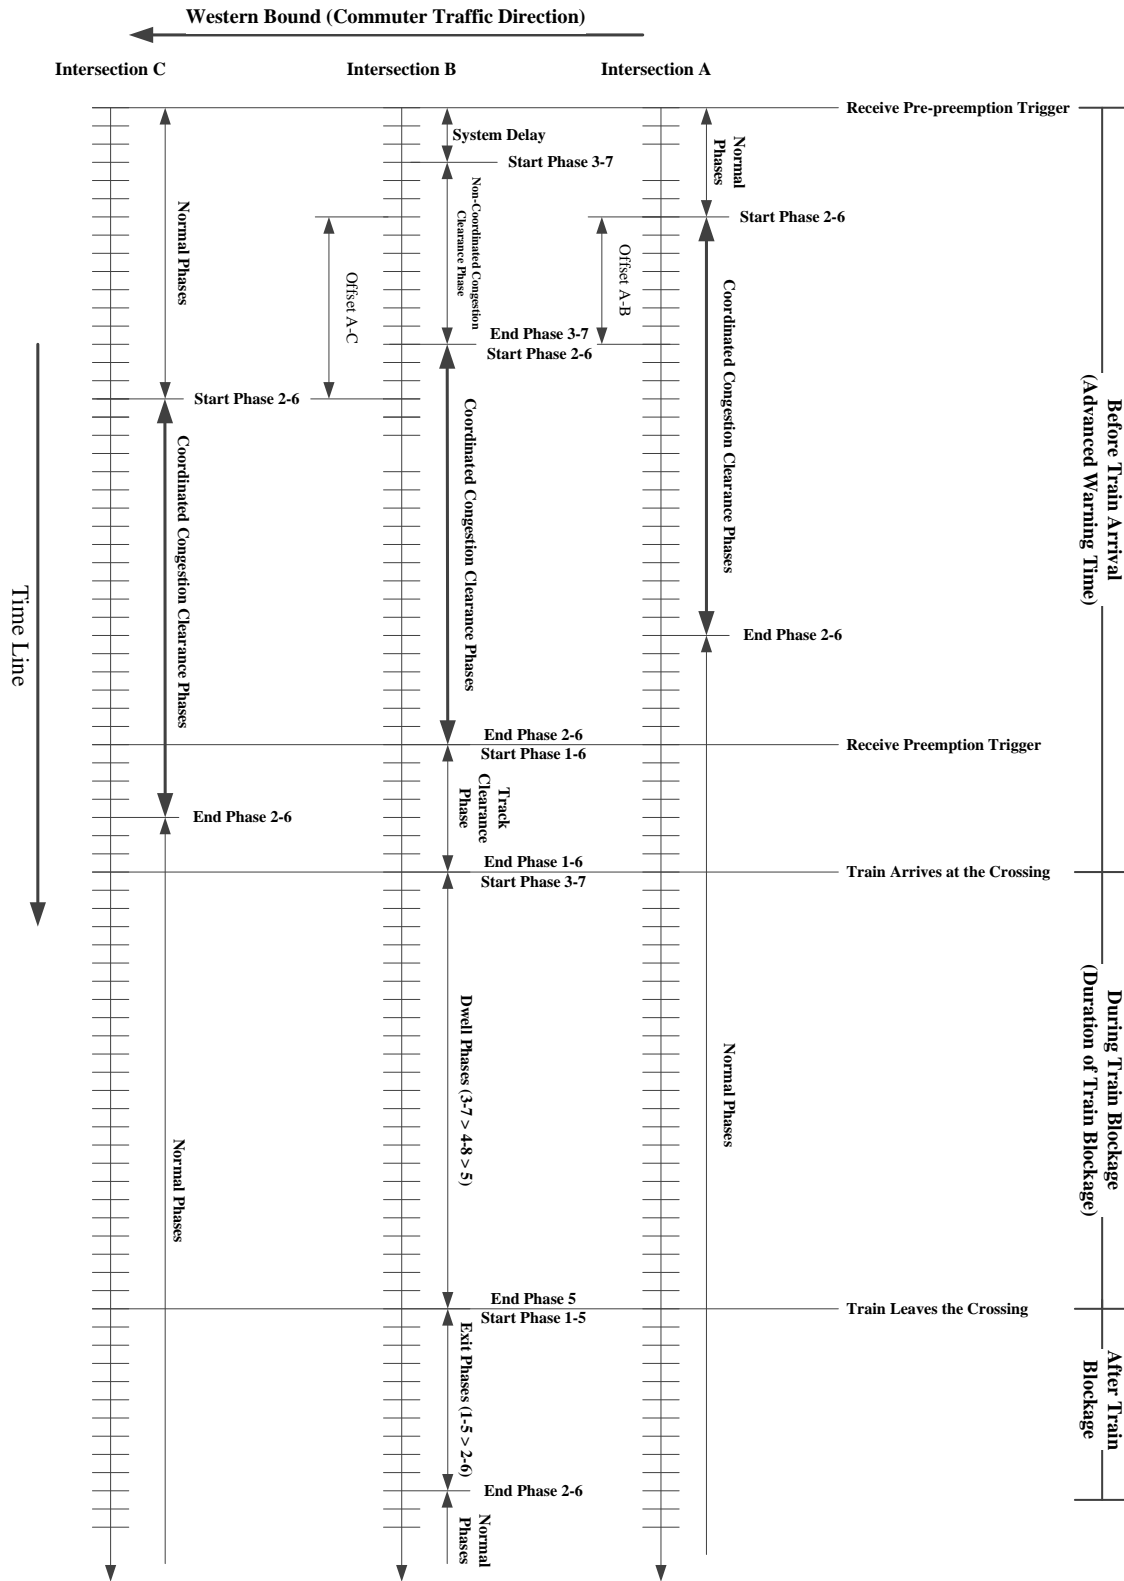 Western Bound (Commuter Traffic Direction)
Intersection C
Intersection B
Intersection A
Receive Pre-preemption Trigger
System Delay
Normal
Phases
Start Phase 3-7
Normal Phases
Non-Coordinated Congestion
Clearance Phase
Start Phase 2-6
Offset A-C
Offset A-B
Coordinated Congestion Clearance Phases
End Phase 3-7
Start Phase 2-6
Before Train Arrival
(Advanced Warning Time)
Start Phase 2-6
Coordinated Congestion Clearance Phases
Coordinated Congestion Clearance Phases
Time Line
End Phase 2-6
End Phase 2-6
Start Phase 1-6
Receive Preemption Trigger
Track
Clearance
Phase
End Phase 2-6
End Phase 1-6
Start Phase 3-7
Train Arrives at the Crossing
During Train Blockage
(Duration of Train Blockage)
Dwell Phases (3-7 > 4-8 > 5)
Normal Phases
Normal Phases
End Phase 5
Start Phase 1-5
Train Leaves the Crossing
Exit Phases (1-5 > 2-6)
After Train
Blockage
End Phase 2-6
Normal
Phases